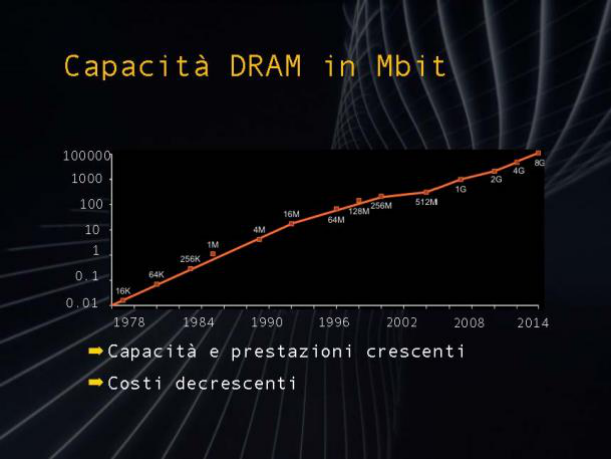 Capacità DRAM in Mbit
100000
1000
100
10
1
0.1
0.01
16K
64K
256K
1M
4M
16M
64M
128M
256M
512M
1G
2G
4G
8G
1978 1984 1990 1996 2002 2008 2014
Capacità e prestazioni crescenti
Costi decrescenti